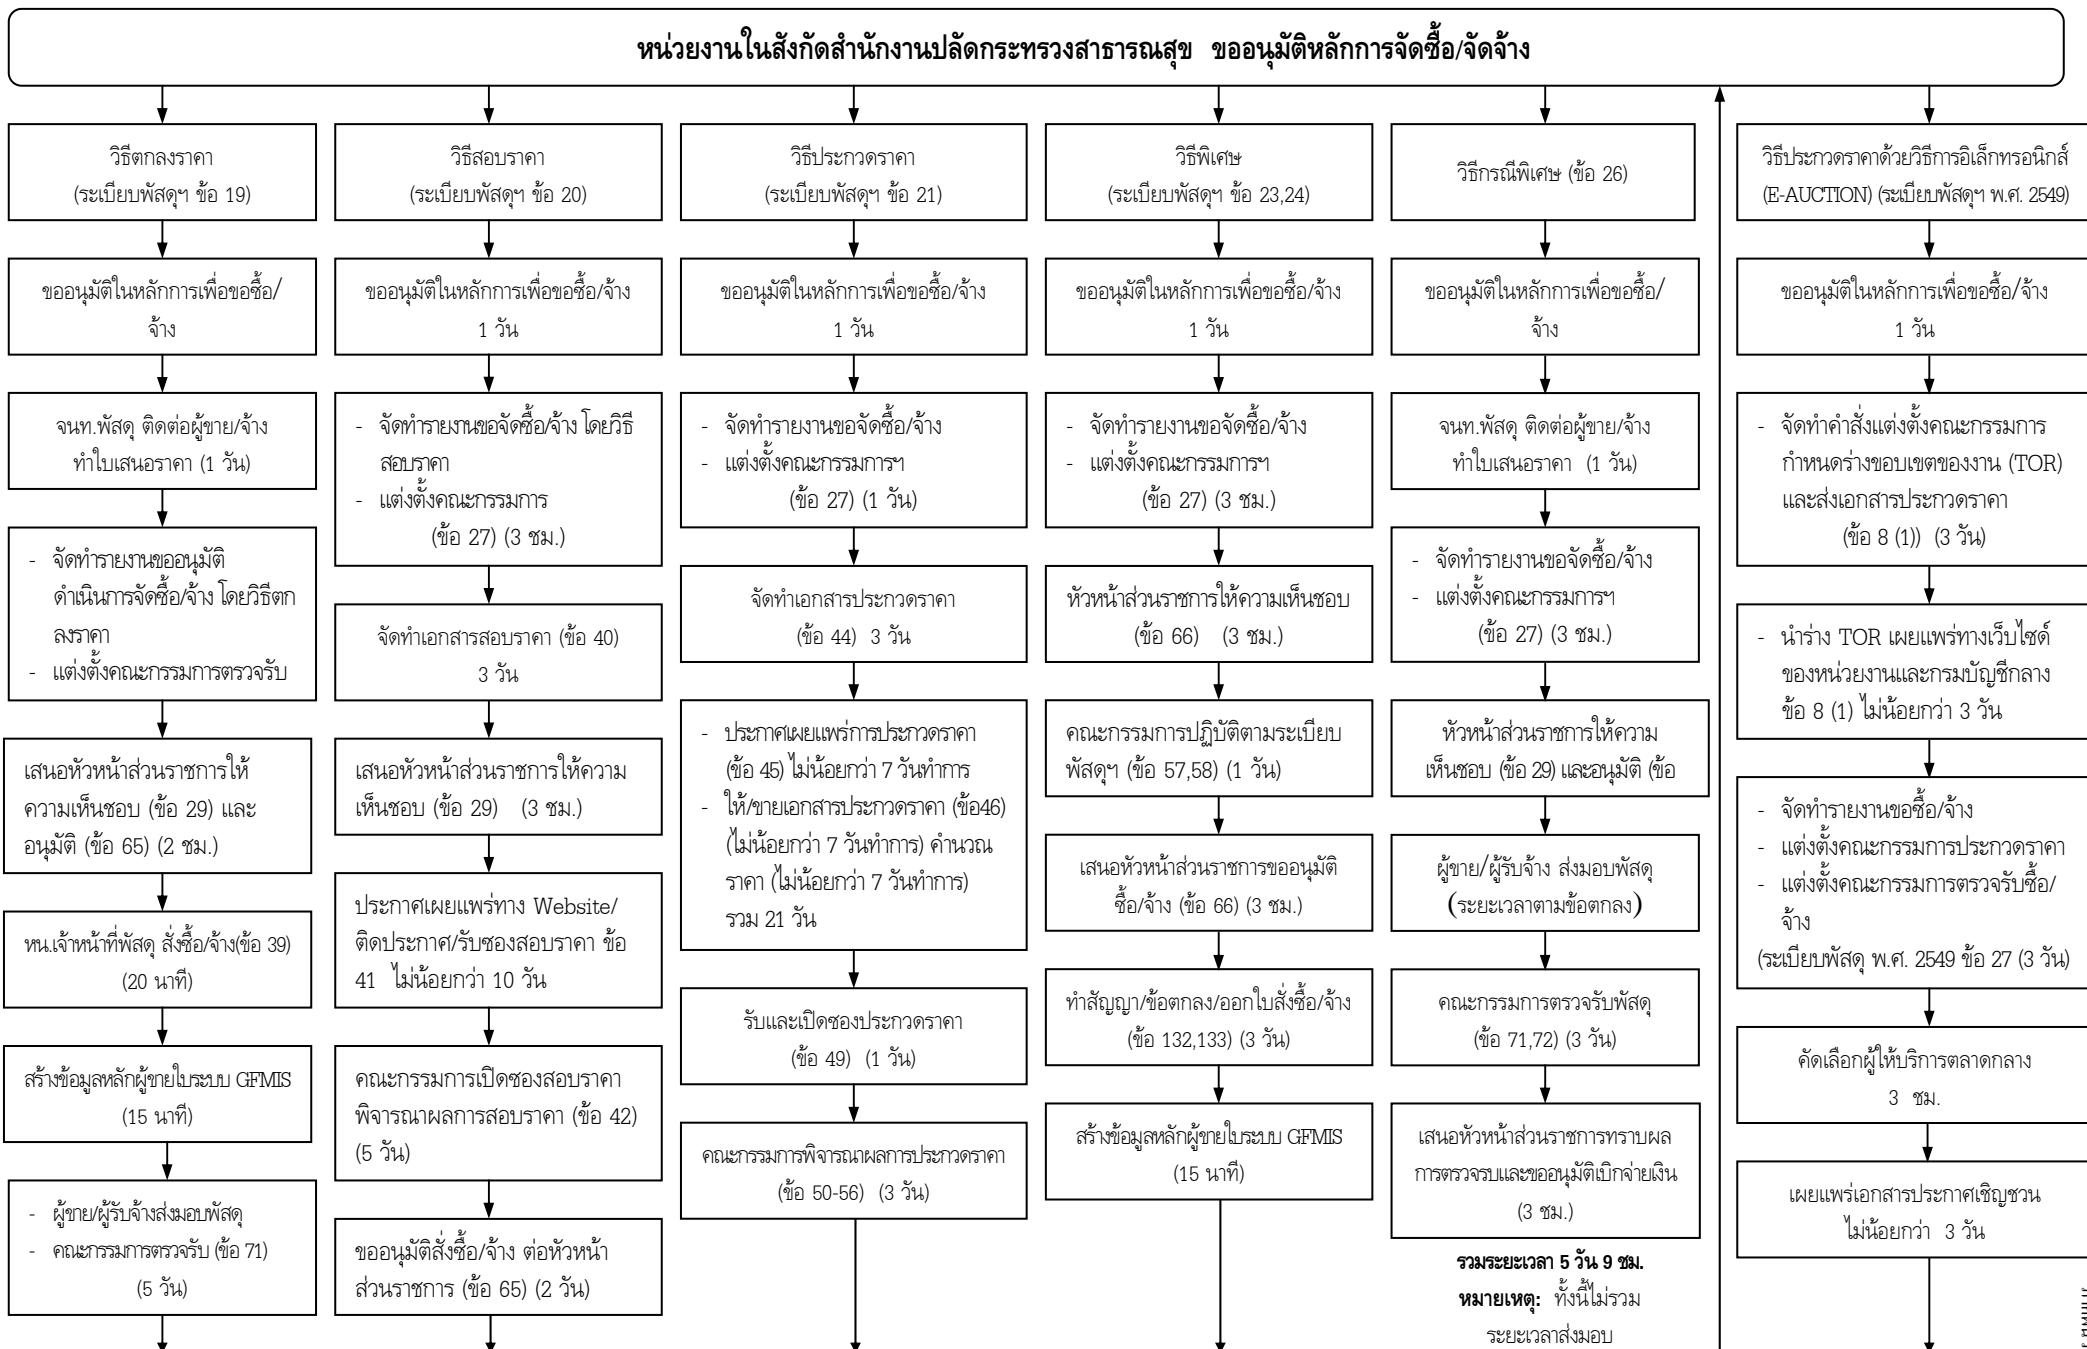 หน่วยงานในสังกัดสำนักงานปลัดกระทรวงสาธารณสุข ขออนุมัติหลักการจัดซื้อ/จัดจ้าง
วิธีตกลงราคา
(ระเบียบพัสดุฯ ข้อ 19)
ขออนุมัติในหลักการเพื่อขอซื้อ/
จ้าง
จนท.พัสดุ ติดต่อผู้ขาย/จ้าง
ทำใบเสนอราคา (1 วัน)
- จัดทำรายงานขออนุมัติ
ดำเนินการจัดซื้อ/จ้าง โดยวิธีตก
ลงราคา
- แต่งตั้งคณะกรรมการตรวจรับ
เสนอหัวหน้าส่วนราชการให้
ความเห็นชอบ (ข้อ 29) และ
อนุมัติ (ข้อ 65) (2 ชม.)
หน.เจ้าหน้าที่พัสดุ สั่งซื้อ/จ้าง(ข้อ 39)
(20 นาที)
สร้างข้อมูลหลักผู้ขายในระบบ GFMIS
(15 นาที)
- ผู้ขาย/ผู้รับจ้างส่งมอบพัสดุ
- คณะกรรมการตรวจรับ (ข้อ 71)
(5 วัน)
วิธีสอบราคา
(ระเบียบพัสดุฯ ข้อ 20)
ขออนุมัติในหลักการเพื่อขอซื้อ/จ้าง
1 วัน
- จัดทำรายงานขอจัดซื้อ/จ้าง โดยวิธี
สอบราคา
- แต่งตั้งคณะกรรมการ
(ข้อ 27) (3 ชม.)
จัดทำเอกสารสอบราคา (ข้อ 40)
3 วัน
เสนอหัวหน้าส่วนราชการให้ความ
เห็นชอบ (ข้อ 29) (3 ชม.)
ประกาศเผยแพร่ทาง Website/
ติดประกาศ/รับซองสอบราคา ข้อ
41 ไม่น้อยกว่า 10 วัน
คณะกรรมการเปิดซองสอบราคา
พิจารณาผลการสอบราคา (ข้อ 42)
(5 วัน)
ขออนุมัติสั่งซื้อ/จ้าง ต่อหัวหน้า
ส่วนราชการ (ข้อ 65) (2 วัน)
วิธีประกวดราคา
(ระเบียบพัสดุฯ ข้อ 21)
ขออนุมัติในหลักการเพื่อขอซื้อ/จ้าง
1 วัน
- จัดทำรายงานขอจัดซื้อ/จ้าง
- แต่งตั้งคณะกรรมการฯ
(ข้อ 27) (1 วัน)
จัดทำเอกสารประกวดราคา
(ข้อ 44) 3 วัน
- ประกาศเผยแพร่การประกวดราคา
(ข้อ 45) ไม่น้อยกว่า 7 วันทำการ
- ให้/ขายเอกสารประกวดราคา (ข้อ46)
(ไม่น้อยกว่า 7 วันทำการ) คำนวณ
ราคา (ไม่น้อยกว่า 7 วันทำการ)
รวม 21 วัน
รับและเปิดซองประกวดราคา
(ข้อ 49) (1 วัน)
คณะกรรมการพิจารณาผลการประกวดราคา
(ข้อ 50-56) (3 วัน)
วิธีพิเศษ
(ระเบียบพัสดุฯ ข้อ 23,24)
ขออนุมัติในหลักการเพื่อขอซื้อ/จ้าง
1 วัน
- จัดทำรายงานขอจัดซื้อ/จ้าง
- แต่งตั้งคณะกรรมการฯ
(ข้อ 27) (3 ชม.)
หัวหน้าส่วนราชการให้ความเห็นชอบ
(ข้อ 66) (3 ชม.)
คณะกรรมการปฏิบัติตามระเบียบ
พัสดุฯ (ข้อ 57,58) (1 วัน)
เสนอหัวหน้าส่วนราชการขออนุมัติ
ซื้อ/จ้าง (ข้อ 66) (3 ชม.)
ทำสัญญา/ข้อตกลง/ออกใบสั่งซื้อ/จ้าง
(ข้อ 132,133) (3 วัน)
สร้างข้อมูลหลักผู้ขายในระบบ GFMIS
(15 นาที)
วิธีกรณีพิเศษ (ข้อ 26)
ขออนุมัติในหลักการเพื่อขอซื้อ/
จ้าง
จนท.พัสดุ ติดต่อผู้ขาย/จ้าง
ทำใบเสนอราคา (1 วัน)
- จัดทำรายงานขอจัดซื้อ/จ้าง
- แต่งตั้งคณะกรรมการฯ
(ข้อ 27) (3 ชม.)
หัวหน้าส่วนราชการให้ความ
เห็นชอบ (ข้อ 29) และอนุมัติ (ข้อ
ผู้ขาย/ผู้รับจ้าง ส่งมอบพัสดุ
(ระยะเวลาตามข้อตกลง)
คณะกรรมการตรวจรับพัสดุ
(ข้อ 71,72) (3 วัน)
เสนอหัวหน้าส่วนราชการทราบผล
การตรวจรบและขออนุมัติเบิกจ่ายเงิน
(3 ชม.)
รวมระยะเวลา 5 วัน 9 ชม.
หมายเหตุ: ทั้งนี้ไม่รวม
ระยะเวลาส่งมอบ
วิธีประกวดราคาด้วยวิธีการอิเล็กทรอนิกส์
(E-AUCTION) (ระเบียบพัสดุฯ พ.ศ. 2549)
ขออนุมัติในหลักการเพื่อขอซื้อ/จ้าง
1 วัน
- จัดทำคำสั่งแต่งตั้งคณะกรรมการ
กำหนดร่างขอบเขตของงาน (TOR)
และส่งเอกสารประกวดราคา
(ข้อ 8 (1)) (3 วัน)
- นำร่าง TOR เผยแพร่ทางเว็บไซด์
ของหน่วยงานและกรมบัญชีกลาง
ข้อ 8 (1) ไม่น้อยกว่า 3 วัน
- จัดทำรายงานขอซื้อ/จ้าง
- แต่งตั้งคณะกรรมการประกวดราคา
- แต่งตั้งคณะกรรมการตรวจรับซื้อ/
จ้าง
(ระเบียบพัสดุ พ.ศ. 2549 ข้อ 27 (3 วัน)
คัดเลือกผู้ให้บริการตลาดกลาง
3 ชม.
เผยแพร่เอกสารประกาศเชิญชวน
ไม่น้อยกว่า 3 วัน